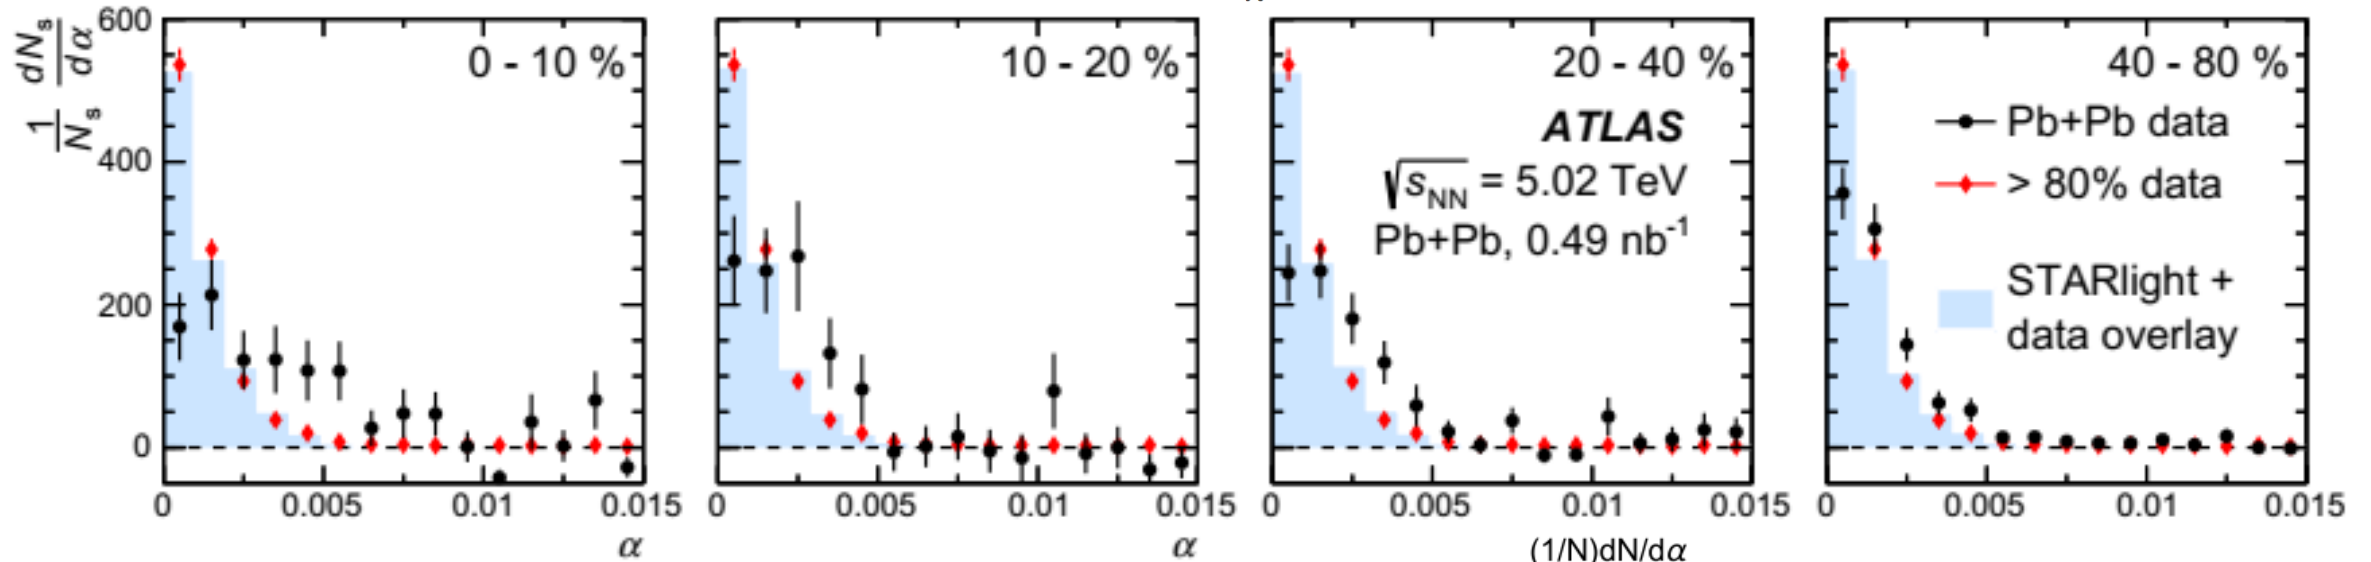 1/N_s dN_s/dα
600
400
200
0
0 - 10 %
0 0.005 0.01 0.015
α
10 - 20 %
0 0.005 0.01 0.015
α
20 - 40 %
ATLAS
√s_NN = 5.02 TeV
Pb+Pb, 0.49 nb⁻¹
0 0.005 0.01 0.015
(1/N)dN/dα
40 - 80 %
Pb+Pb data
> 80% data
STARlight +
data overlay
0 0.005 0.01 0.015